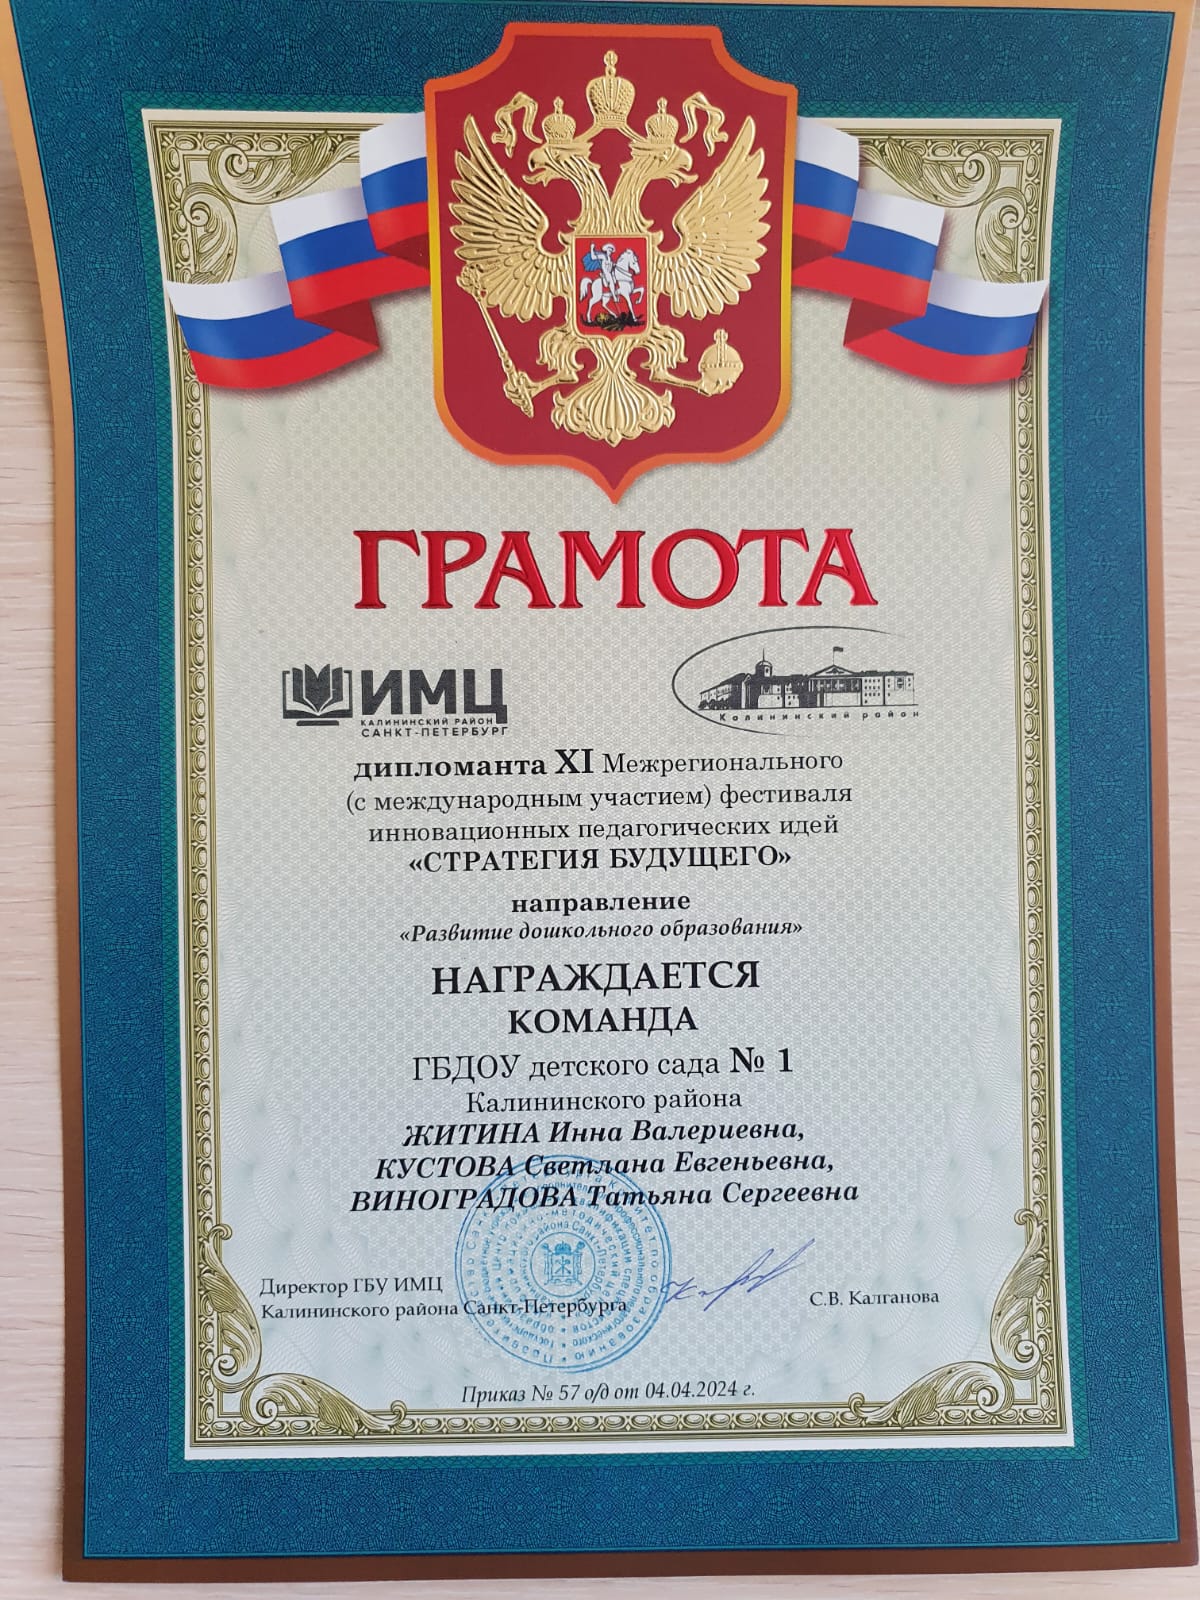 ГРАМОТА
ИМЦ
КАЛИНИНСКИЙ РАЙОН
САНКТ-ПЕТЕРБУРГ
Калининский район
дипломанта XI Межрегионального
(с международным участием) фестиваля
инновационных педагогических идей
«СТРАТЕГИЯ БУДУЩЕГО»
направление
«Развитие дошкольного образования»
НАГРАЖДАЕТСЯ
КОМАНДА
ГБДОУ детского сада № 1
Калининского района
ЖИТИНА Инна Валериевна,
КУСТОВА Светлана Евгеньевна,
ВИНОГРАДОВА Татьяна Сергеевна
Директор ГБУ ИМЦ
Калининского района Санкт-Петербурга
С.В. Калганова
Приказ № 57 о/д от 04.04.2024 г.